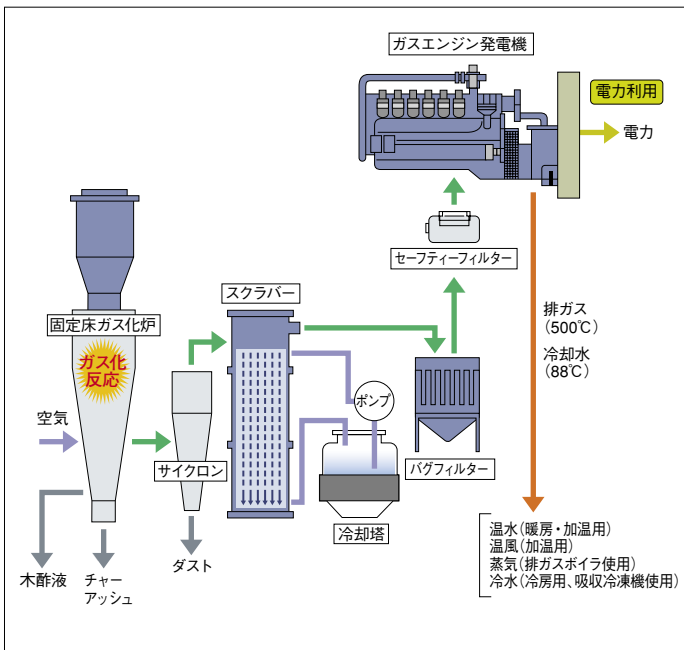 ガスエンジン発電機
電力利用
電力
セーフティーフィルター
スクラバー
固定床ガス化炉
ガス化
反応
排ガス
（500℃）
冷却水
（88℃）
空気
ポンプ
サイクロン
バグフィルター
冷却塔
木酢液
チャー
アッシュ
ダスト
温水（暖房・加温用）
温風（加温用）
蒸気（排ガスボイラ使用）
冷水（冷房用、吸収冷凍機使用）